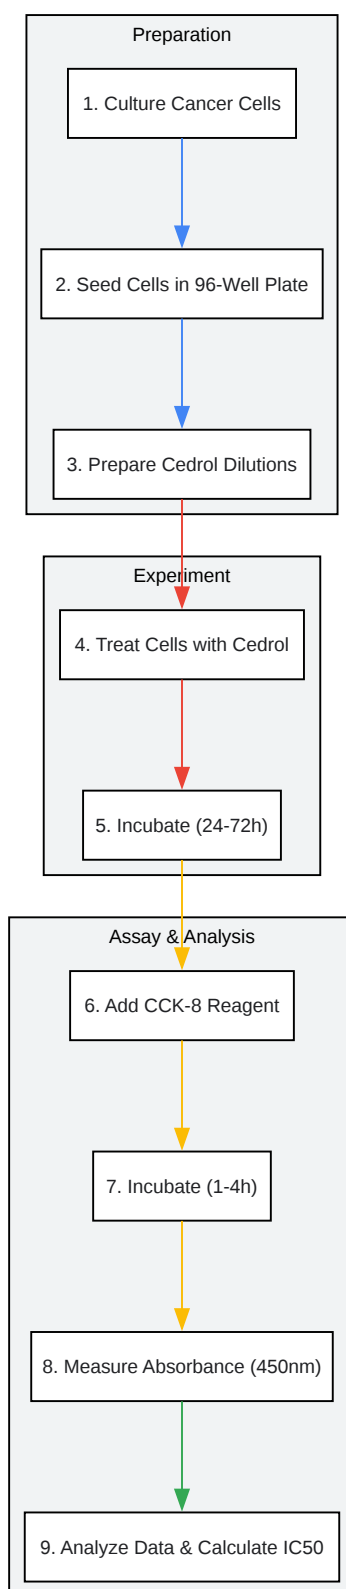 Preparation
1. Culture Cancer Cells
2. Seed Cells in 96-Well Plate
3. Prepare Cedrol Dilutions
Experiment
4. Treat Cells with Cedrol
5. Incubate (24-72h)
Assay & Analysis
6. Add CCK-8 Reagent
7. Incubate (1-4h)
8. Measure Absorbance (450nm)
9. Analyze Data & Calculate IC50